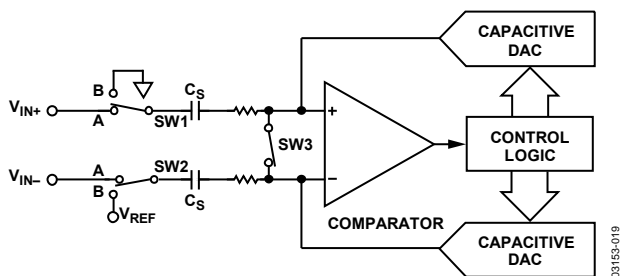 CAPACITIVE
DAC
B
CS
VIN+
A
SW1
+
SW3
CONTROL
LOGIC
VIN–
A
SW2
–
B
CS
VREF
COMPARATOR
CAPACITIVE
DAC
03153-019